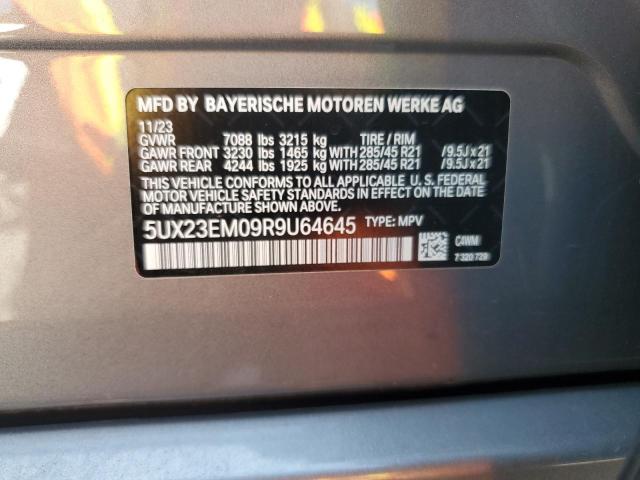 MFD BY BAYERISCHE MOTOREN WERKE AG
11/23
GVWR 7088 lbs 3215 kg TIRE / RIM
GAWR FRONT 3230 lbs 1465 kg WITH 285/45 R21 /9.5J x 21
GAWR REAR 4244 lbs 1925 kg WITH 285/45 R21 /9.5J x 21
THIS VEHICLE CONFORMS TO ALL APPLICABLE U. S. FEDERAL
MOTOR VEHICLE SAFETY STANDARDS IN EFFECT ON THE DATE
OF MANUFACTURE SHOWN ABOVE.
5UX23EM09R9U64645 TYPE: MPV
C4WM
7 320 729